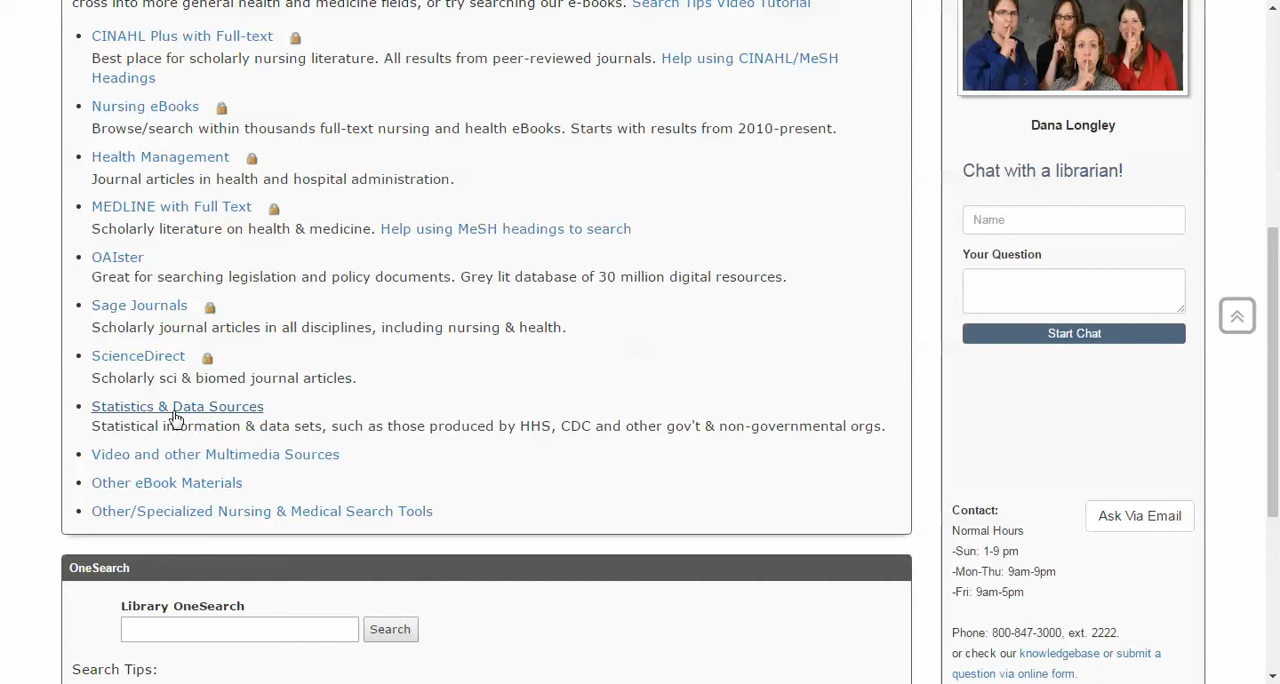 cross into more general health and medicine fields, or try searching our e-books. Search Tips Video Tutorial
CINAHL Plus with Full-text
Best place for scholarly nursing literature. All results from peer-reviewed journals. Help using CINAHL/MeSH
Headings
Nursing eBooks
Browse/search within thousands full-text nursing and health eBooks. Starts with results from 2010-present.
Health Management
Journal articles in health and hospital administration.
MEDLINE with Full Text
Scholarly literature on health & medicine. Help using MeSH headings to search
OAIster
Great for searching legislation and policy documents. Grey lit database of 30 million digital resources.
Sage Journals
Scholarly journal articles in all disciplines, including nursing & health.
ScienceDirect
Scholarly sci & biomed journal articles.
Statistics & Data Sources
Statistical information & data sets, such as those produced by HHS, CDC and other gov't & non-governmental orgs.
Video and other Multimedia Sources
Other eBook Materials
Other/Specialized Nursing & Medical Search Tools
OneSearch
Library OneSearch
Search
Search Tips:
Dana Longley
Chat with a librarian!
Name
Your Question
Start Chat
Contact:
Ask Via Email
Normal Hours
-Sun: 1-9 pm
-Mon-Thu: 9am-9pm
-Fri: 9am-5pm
Phone: 800-847-3000, ext. 2222.
or check our knowledgebase or submit a
question via online form.